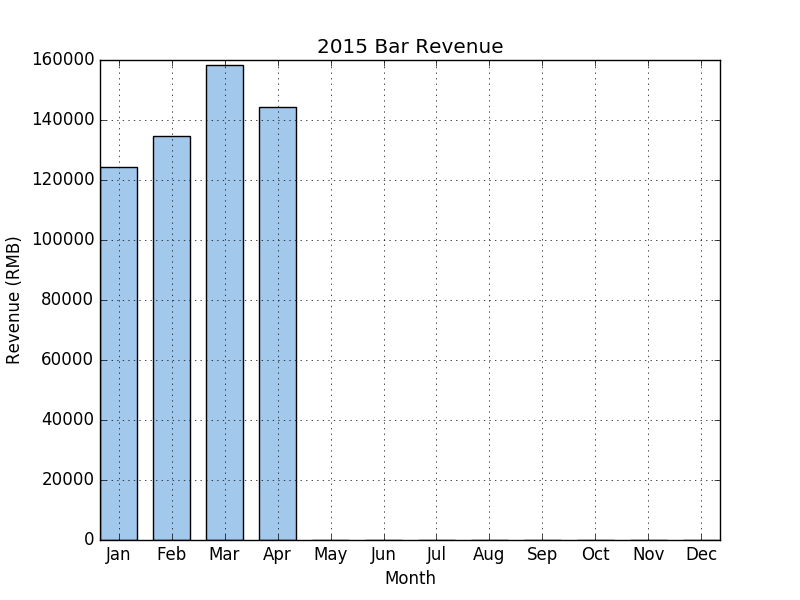 2015 Bar Revenue
160000
140000
120000
100000
80000
60000
40000
20000
0
Revenue (RMB)
Jan Feb Mar Apr May Jun Jul Aug Sep Oct Nov Dec
Month